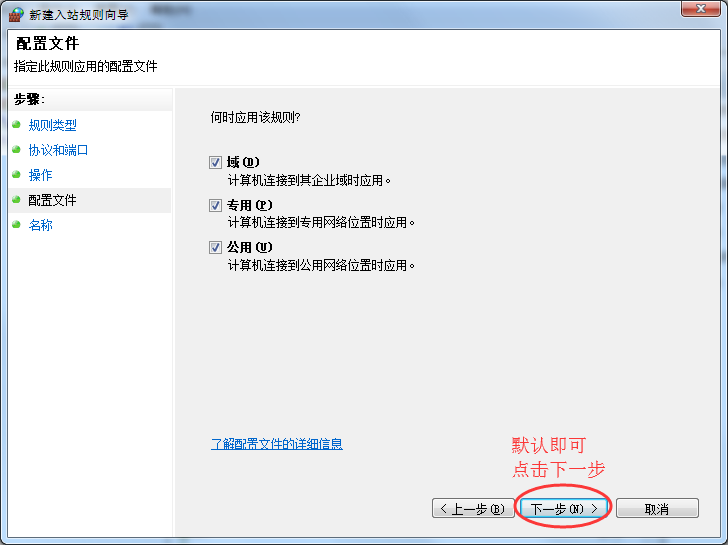 新建入站规则向导
配置文件
指定此规则应用的配置文件
步骤:
规则类型
协议和端口
操作
配置文件
名称
何时应用该规则?
域(D)
计算机连接到其企业域时应用。
专用(P)
计算机连接到专用网络位置时应用。
公用(U)
计算机连接到公用网络位置时应用。
了解配置文件的详细信息
默认即可
点击下一步
< 上一步(B)
下一步(N) >
取消